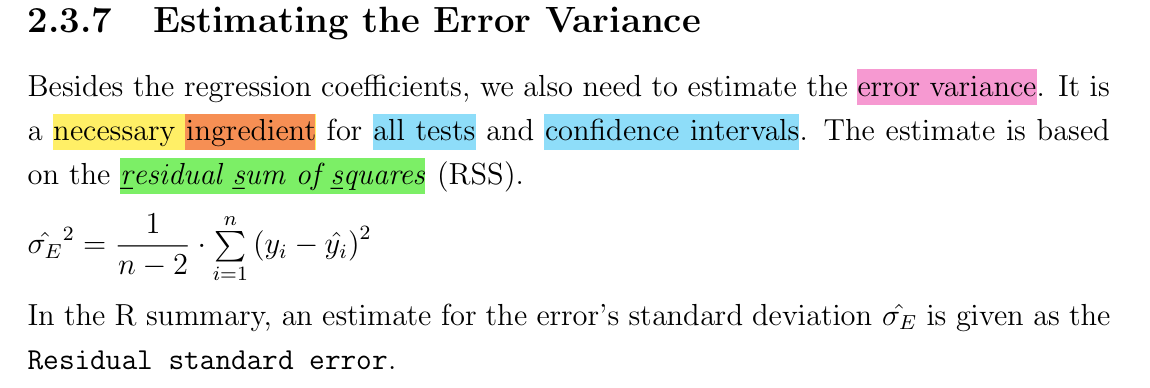 2.3.7 Estimating the Error Variance
Besides the regression coefficients, we also need to estimate the error variance. It is
a necessary ingredient for all tests and confidence intervals. The estimate is based
on the residual sum of squares (RSS).
σ̂_E² = 1/(n − 2) · ∑_{i=1}^{n} (y_i − ŷ_i)²
In the R summary, an estimate for the error's standard deviation σ̂_E is given as the
Residual standard error.